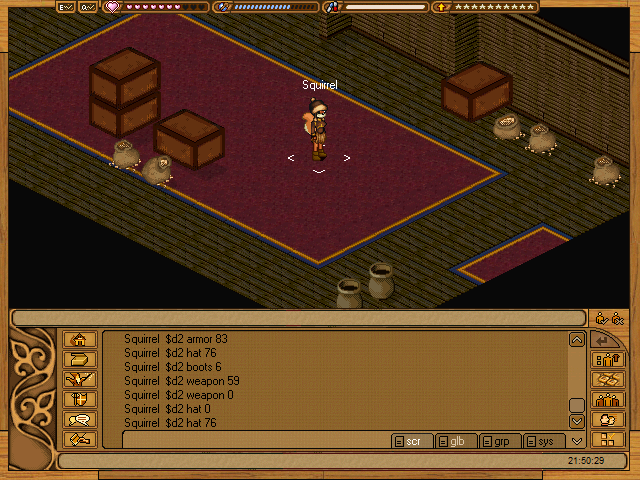 Squirrel
Squirrel $d2 armor 83
Squirrel $d2 hat 76
Squirrel $d2 boots 6
Squirrel $d2 weapon 59
Squirrel $d2 weapon 0
Squirrel $d2 hat 0
Squirrel $d2 hat 76
scr glb grp sys
21:50:29